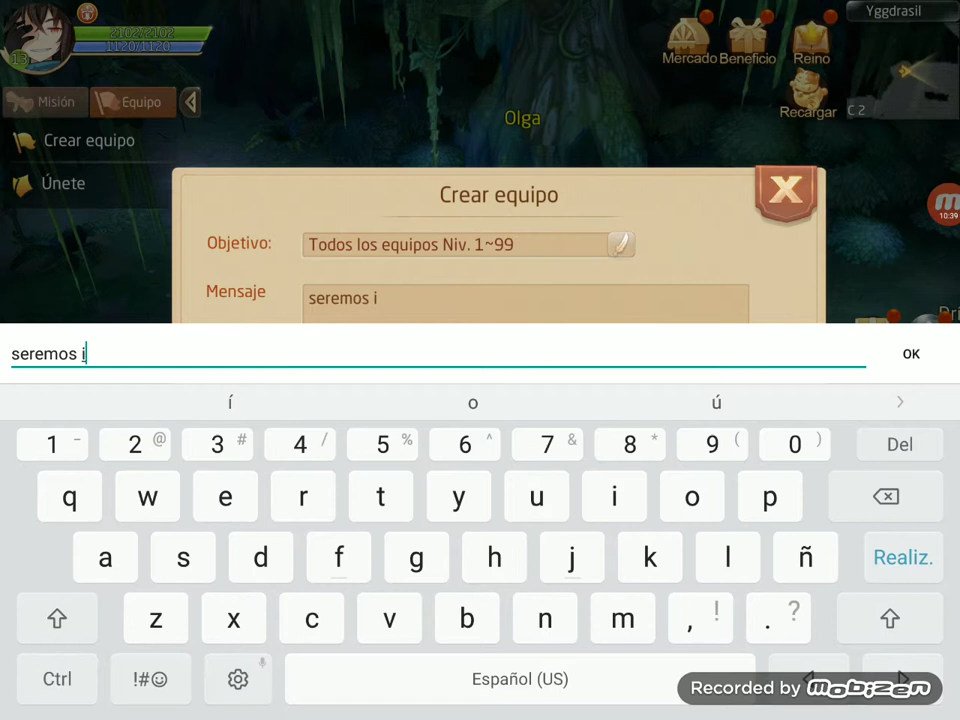 Yggdrasil
2102/2102
1120/1120
13
Mercado Beneficio Reino
Misión Equipo
Recargar C 2
Olga
Crear equipo
Únete
Crear equipo
X
10:39
Objetivo: Todos los equipos Niv. 1~99
Mensaje seremos i
seremos i OK
í o ú >
1 - 2 @ 3 # 4 / 5 % 6 ^ 7 & 8 * 9 ( 0 ) Del
q w e r t y u i o p
a s d f g h j k l ñ Realiz.
z x c v b n m , ! . ?
Ctrl !#☺ Español (US)
Recorded by mobizen